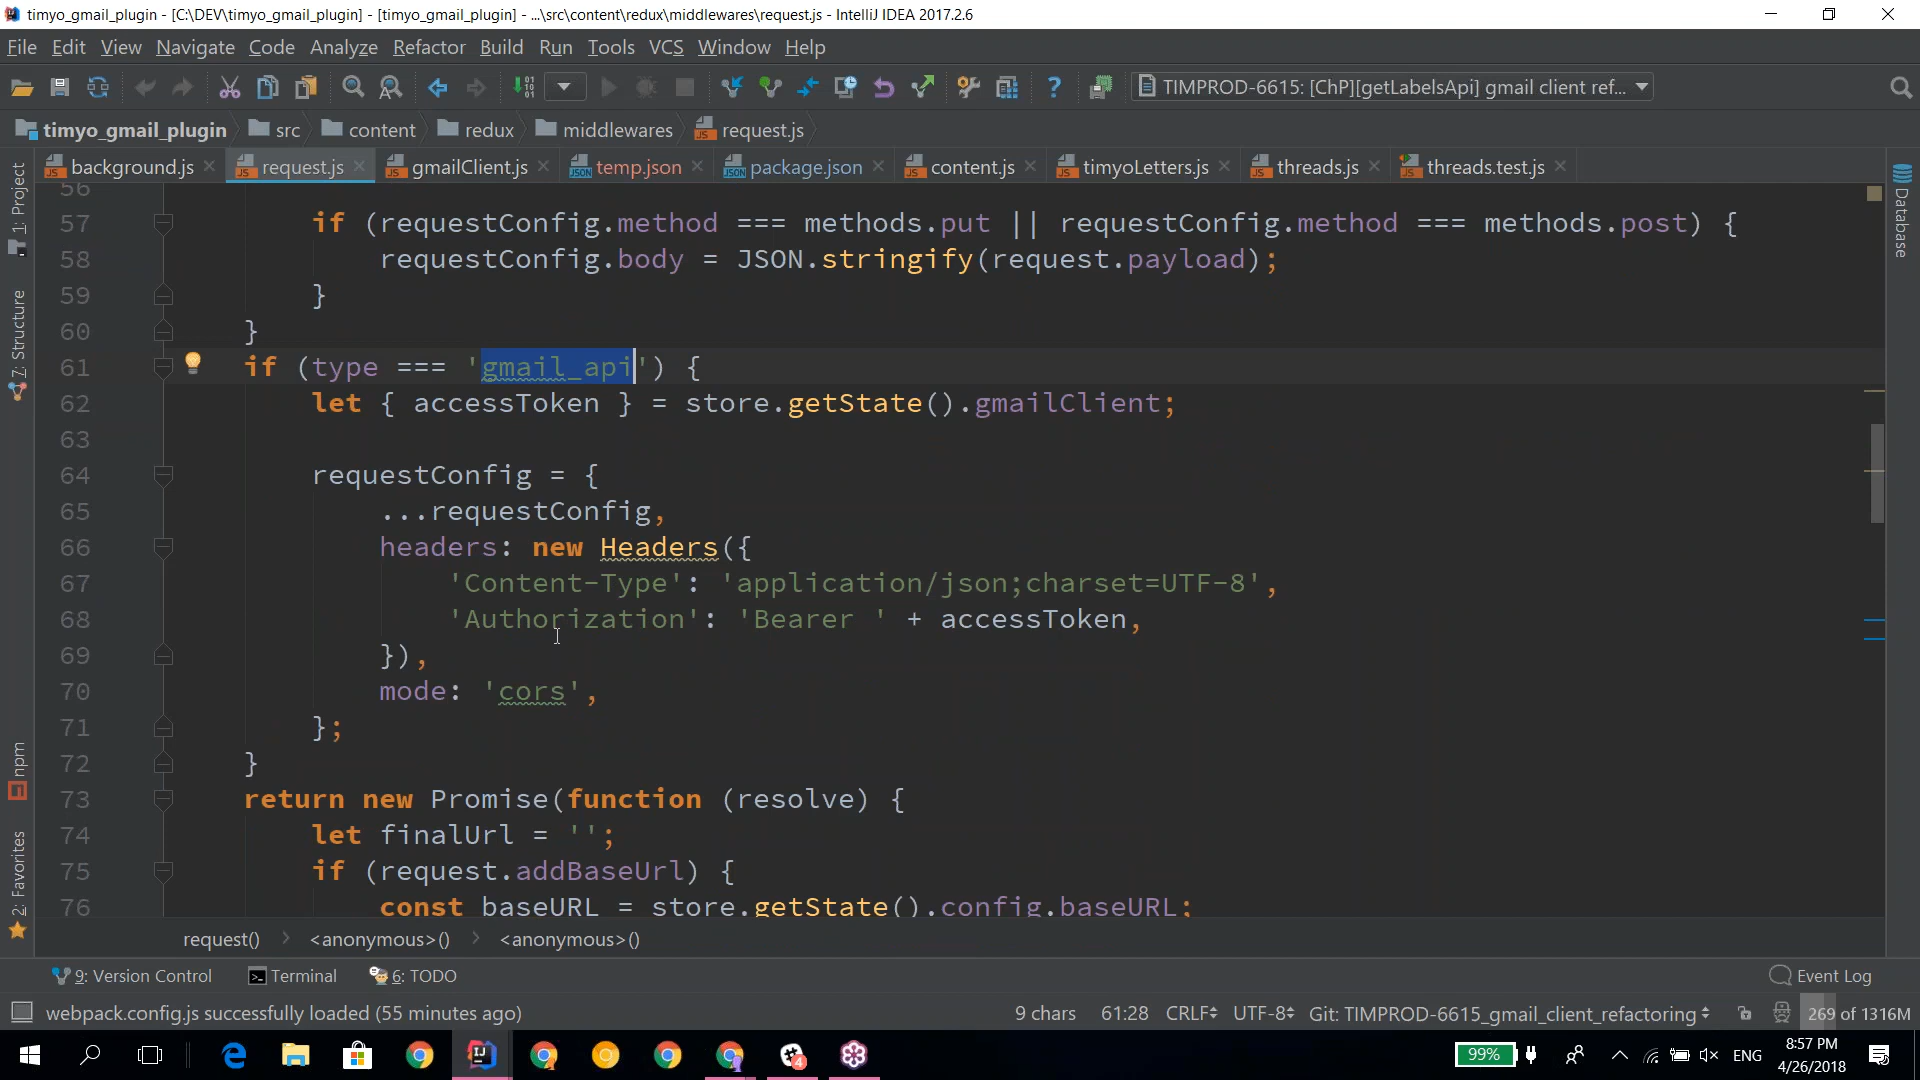 timyo_gmail_plugin - [C:\DEV\timyo_gmail_plugin] - [timyo_gmail_plugin] - ...\src\content\redux\middlewares\request.js - IntelliJ IDEA 2017.2.6
File Edit View Navigate Code Analyze Refactor Build Run Tools VCS Window Help
TIMPROD-6615: [ChP][getLabelsApi] gmail client ref...
timyo_gmail_plugin src content redux middlewares request.js
background.js request.js gmailClient.js temp.json package.json content.js timyoLetters.js threads.js threads.test.js
1: Project
7: Structure
npm
2: Favorites
Database
56
57 if (requestConfig.method === methods.put || requestConfig.method === methods.post) {
58 requestConfig.body = JSON.stringify(request.payload);
59 }
60 }
61 if (type === 'gmail_api') {
62 let { accessToken } = store.getState().gmailClient;
63
64 requestConfig = {
65 ...requestConfig,
66 headers: new Headers({
67 'Content-Type': 'application/json;charset=UTF-8',
68 'Authorization': 'Bearer ' + accessToken,
69 }),
70 mode: 'cors',
71 };
72 }
73 return new Promise(function (resolve) {
74 let finalUrl = '';
75 if (request.addBaseUrl) {
76 const baseURL = store.getState().config.baseURL;
request() <anonymous>() <anonymous>()
9: Version Control Terminal 6: TODO Event Log
webpack.config.js successfully loaded (55 minutes ago) 9 chars 61:28 CRLF UTF-8 Git: TIMPROD-6615_gmail_client_refactoring 269 of 1316M
99% ENG 8:57 PM
4/26/2018